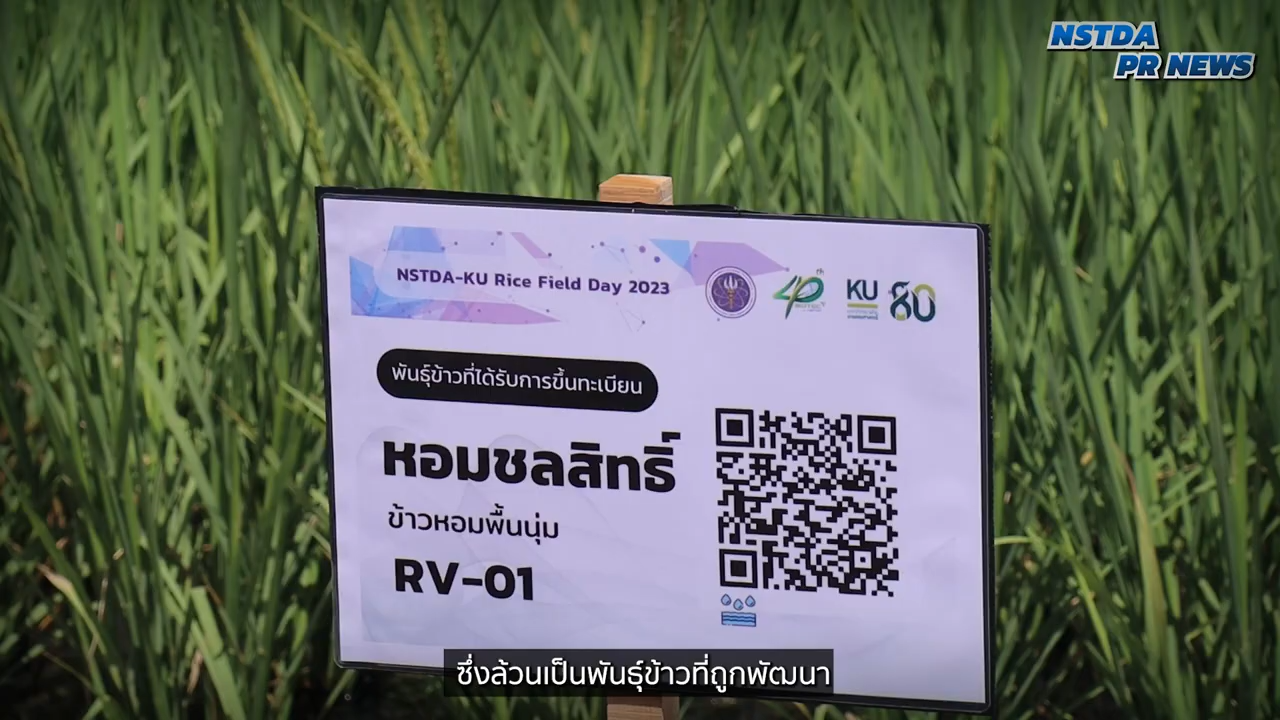 NSTDA
PR NEWS
NSTDA-KU Rice Field Day 2023
40th
KU
80
พันธุ์ข้าวที่ได้รับการขึ้นทะเบียน
หอมชลสิทธิ์
ข้าวหอมพื้นนุ่ม
RV-01
ซึ่งล้วนเป็นพันธุ์ข้าวที่ถูกพัฒนา